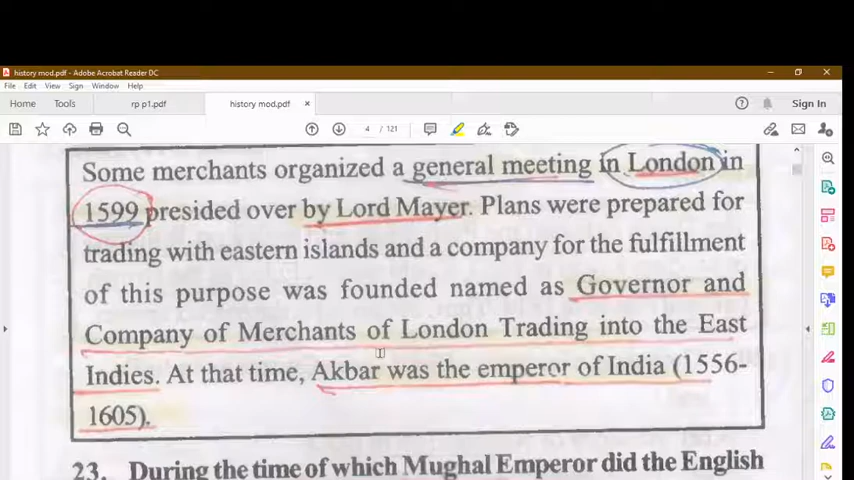 history mod.pdf - Adobe Acrobat Reader DC
File Edit View Sign Window Help
Home Tools rp p1.pdf history mod.pdf × Sign In
4 / 121
Some merchants organized a general meeting in London in
1599 presided over by Lord Mayer. Plans were prepared for
trading with eastern islands and a company for the fulfillment
of this purpose was founded named as Governor and
Company of Merchants of London Trading into the East
Indies. At that time, Akbar was the emperor of India (1556-
1605).
23. During the time of which Mughal Emperor did the English